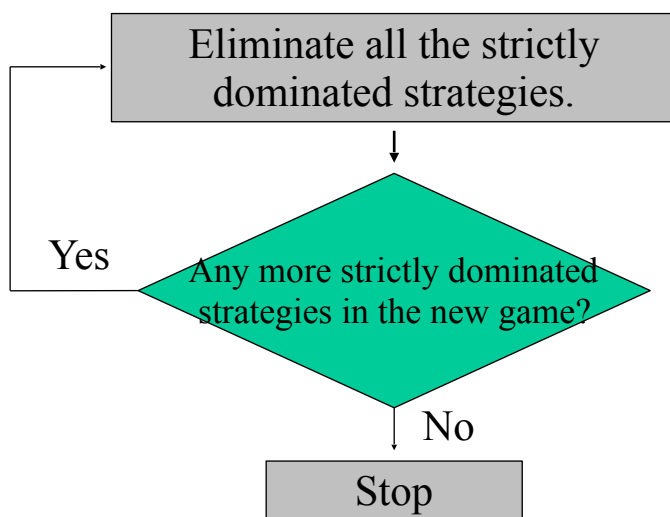 Eliminate all the strictly
dominated strategies.
Yes
Any more strictly dominated
strategies in the new game?
No
Stop